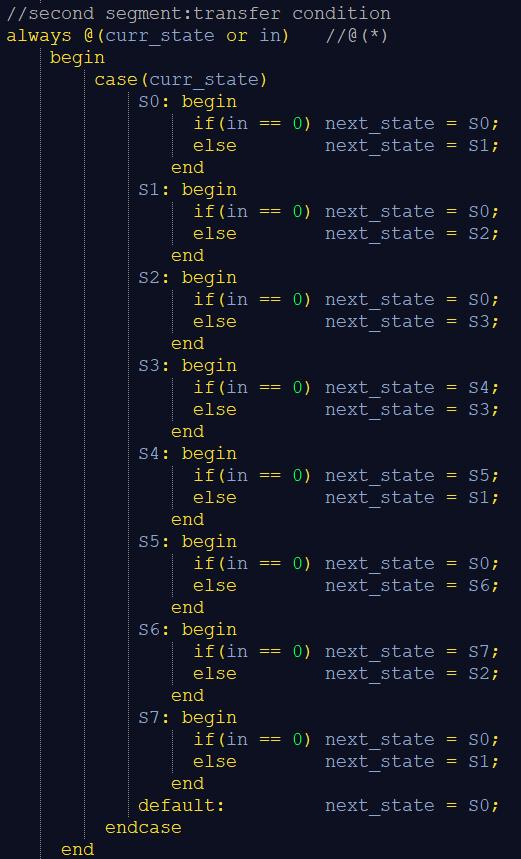 //second segment:transfer condition
always @(curr_state or in)   //@(*)
    begin
        case(curr_state)
            S0: begin
                 if(in == 0) next_state = S0;
                 else        next_state = S1;
               end
            S1: begin
                 if(in == 0) next_state = S0;
                 else        next_state = S2;
               end
            S2: begin
                 if(in == 0) next_state = S0;
                 else        next_state = S3;
               end
            S3: begin
                 if(in == 0) next_state = S4;
                 else        next_state = S3;
               end
            S4: begin
                 if(in == 0) next_state = S5;
                 else        next_state = S1;
               end
            S5: begin
                 if(in == 0) next_state = S0;
                 else        next_state = S6;
               end
            S6: begin
                 if(in == 0) next_state = S7;
                 else        next_state = S2;
               end
            S7: begin
                 if(in == 0) next_state = S0;
                 else        next_state = S1;
               end
            default:         next_state = S0;
         endcase
     end